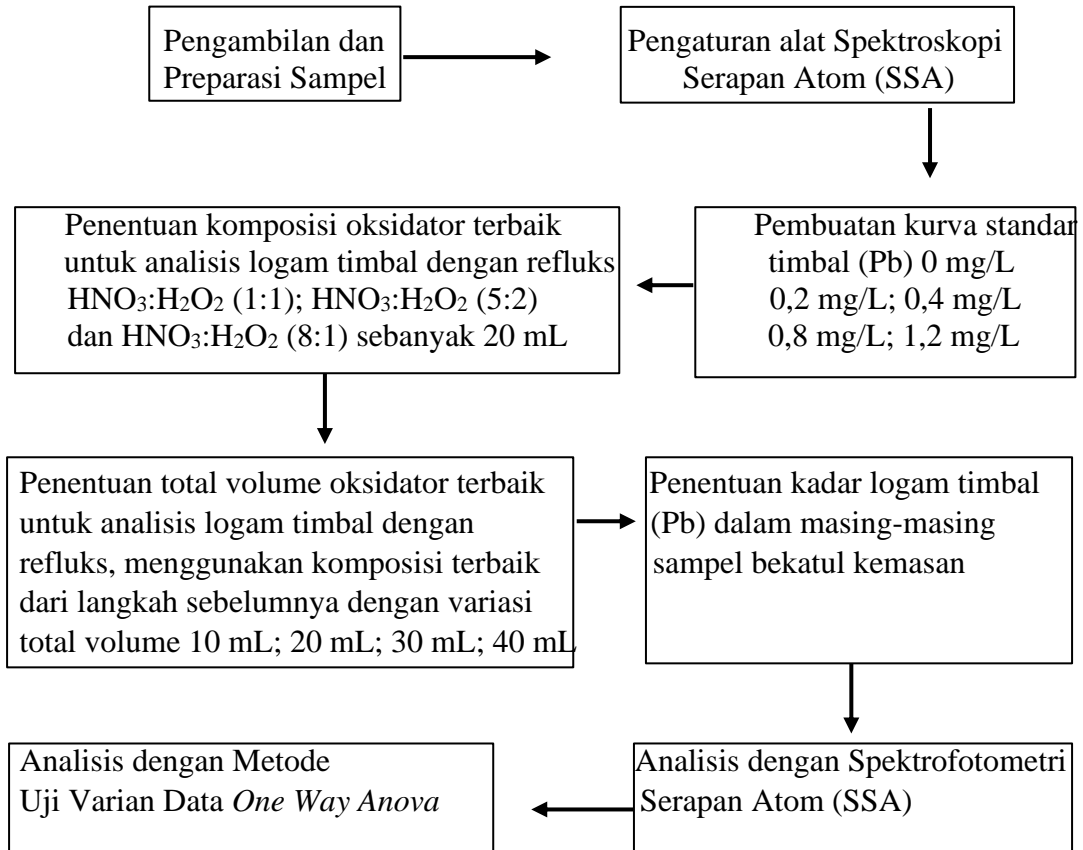 Pengambilan dan
Preparasi Sampel
Pengaturan alat Spektroskopi
Serapan Atom (SSA)
Pembuatan kurva standar
timbal (Pb) 0 mg/L
0,2 mg/L; 0,4 mg/L
0,8 mg/L; 1,2 mg/L
Penentuan komposisi oksidator terbaik
untuk analisis logam timbal dengan refluks
HNO₃:H₂O₂ (1:1); HNO₃:H₂O₂ (5:2)
dan HNO₃:H₂O₂ (8:1) sebanyak 20 mL
Penentuan total volume oksidator terbaik
untuk analisis logam timbal dengan
refluks, menggunakan komposisi terbaik
dari langkah sebelumnya dengan variasi
total volume 10 mL; 20 mL; 30 mL; 40 mL
Penentuan kadar logam timbal
(Pb) dalam masing-masing
sampel bekatul kemasan
Analisis dengan Spektrofotometri
Serapan Atom (SSA)
Analisis dengan Metode
Uji Varian Data One Way Anova